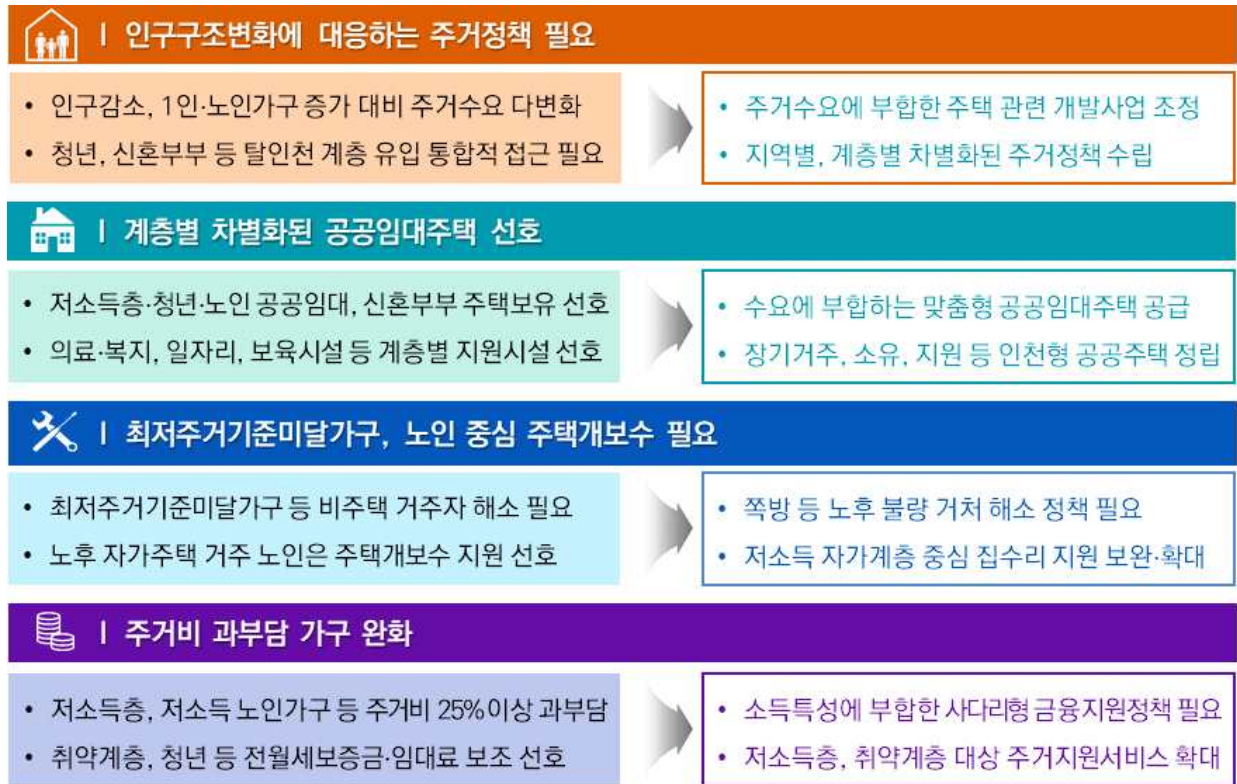 | 인구구조변화에 대응하는 주거정책 필요
• 인구감소, 1인·노인가구 증가 대비 주거수요 다변화
• 청년, 신혼부부 등 탈인천 계층 유입 통합적 접근 필요
• 주거수요에 부합한 주택 관련 개발사업 조정
• 지역별, 계층별 차별화된 주거정책 수립
| 계층별 차별화된 공공임대주택 선호
• 저소득층·청년·노인 공공임대, 신혼부부 주택보유 선호
• 의료·복지, 일자리, 보육시설 등 계층별 지원시설 선호
• 수요에 부합하는 맞춤형 공공임대주택 공급
• 장기거주, 소유, 지원 등 인천형 공공주택 정립
| 최저주거기준미달가구, 노인 중심 주택개보수 필요
• 최저주거기준미달가구 등 비주택 거주자 해소 필요
• 노후 자가주택 거주 노인은 주택개보수 지원 선호
• 쪽방 등 노후 불량 거처 해소 정책 필요
• 저소득 자가계층 중심 집수리 지원 보완·확대
| 주거비 과부담 가구 완화
• 저소득층, 저소득 노인가구 등 주거비 25%이상 과부담
• 취약계층, 청년 등 전월세보증금·임대료 보조 선호
• 소득특성에 부합한 사다리형 금융지원정책 필요
• 저소득층, 취약계층 대상 주거지원서비스 확대